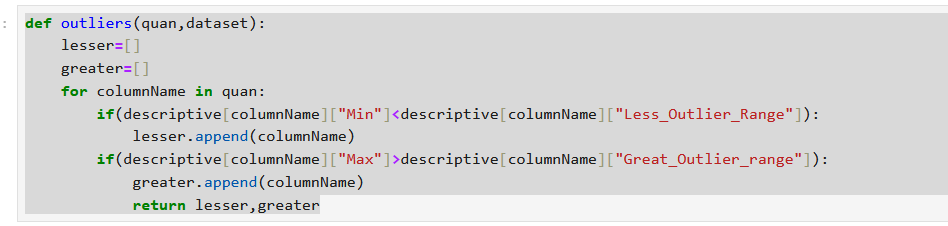 : def outliers(quan,dataset):
    lesser=[]
    greater=[]
    for columnName in quan:
        if(descriptive[columnName]["Min"]<descriptive[columnName]["Less_Outlier_Range"]):
            lesser.append(columnName)
        if(descriptive[columnName]["Max"]>descriptive[columnName]["Great_Outlier_range"]):
            greater.append(columnName)
            return lesser,greater